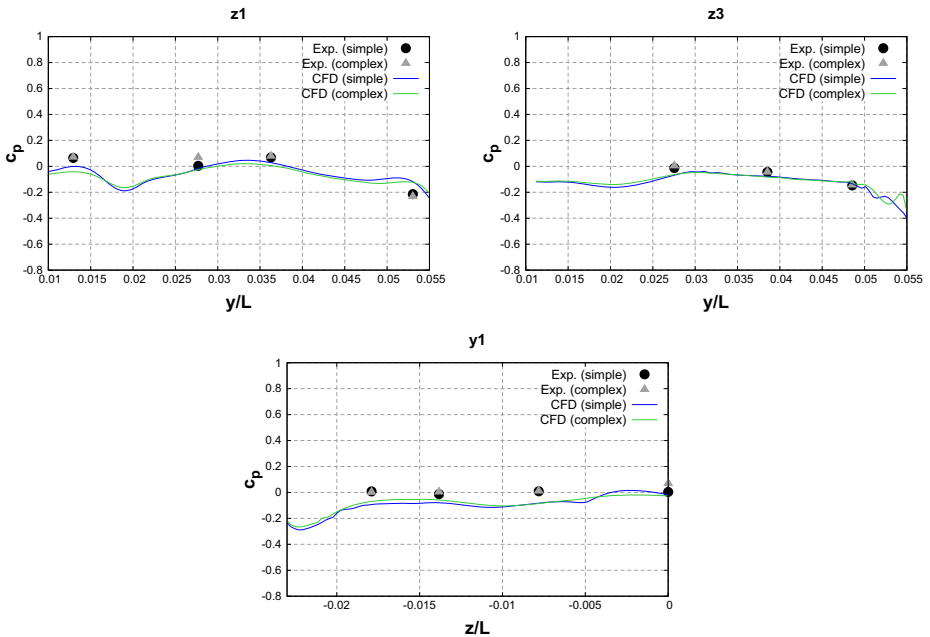 z1
1
0.8
0.6
0.4
0.2
0
-0.2
-0.4
-0.6
-0.8
cp
Exp. (simple)
Exp. (complex)
CFD (simple)
CFD (complex)
0.01 0.015 0.02 0.025 0.03 0.035 0.04 0.045 0.05 0.055
y/L
z3
1
0.8
0.6
0.4
0.2
0
-0.2
-0.4
-0.6
-0.8
cp
Exp. (simple)
Exp. (complex)
CFD (simple)
CFD (complex)
0.01 0.015 0.02 0.025 0.03 0.035 0.04 0.045 0.05 0.055
y/L
y1
1
0.8
0.6
0.4
0.2
0
-0.2
-0.4
-0.6
-0.8
cp
Exp. (simple)
Exp. (complex)
CFD (simple)
CFD (complex)
-0.02 -0.015 -0.01 -0.005 0
z/L